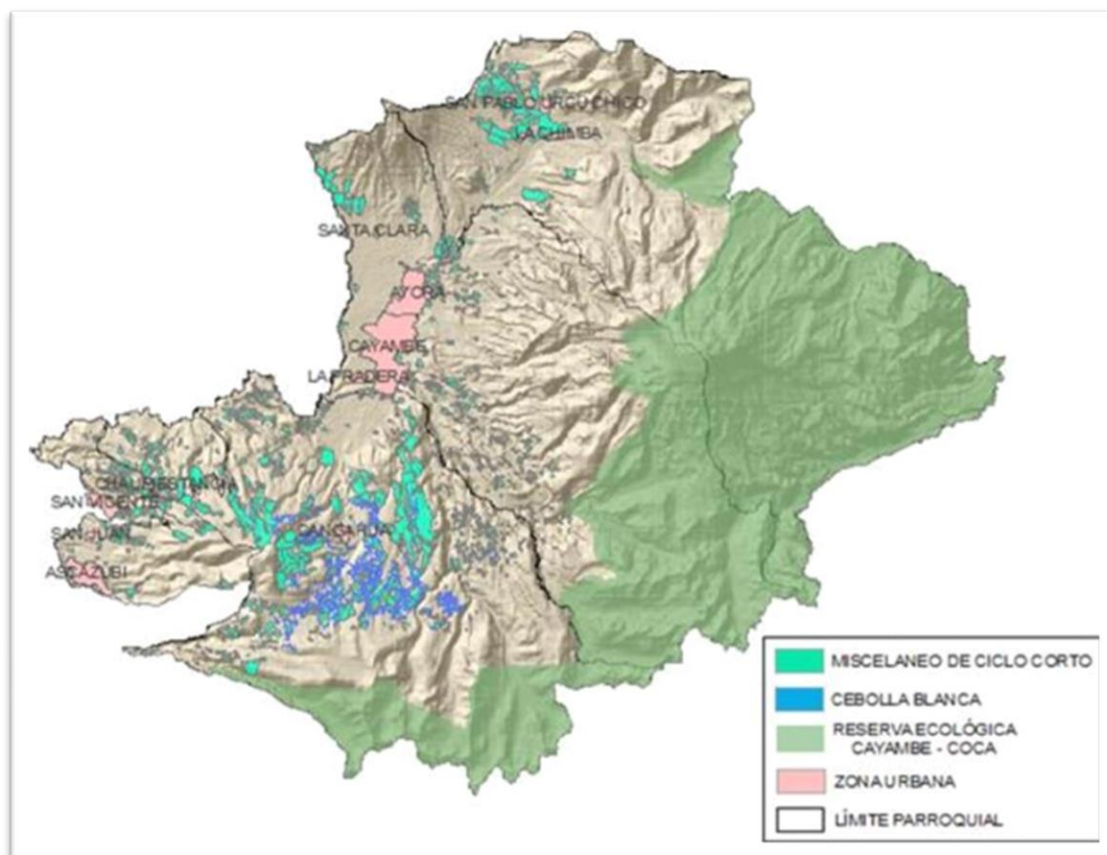 SAN PABLO URCU CHICO
LA CHIMBA
SANTA CLARA
AYORA
CAYAMBE
LA PRADERA
CHAUPIESTANCIA
SAN VICENTE
CANGAHUA
SAN JUAN
ASCAZUBI
MISCELANEO DE CICLO CORTO
CEBOLLA BLANCA
RESERVA ECOLÓGICA
CAYAMBE - COCA
ZONA URBANA
LÍMITE PARROQUIAL